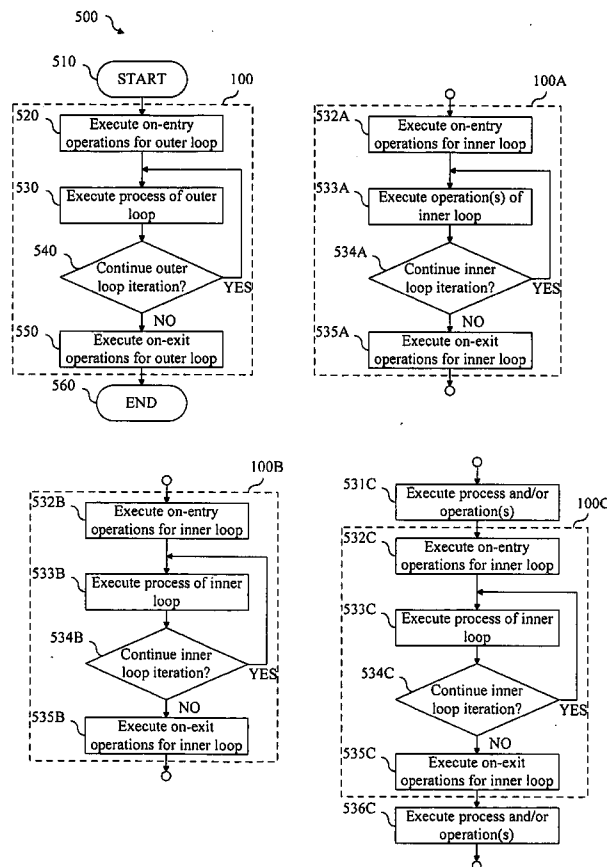 500
510
START
100
520
Execute on-entry
operations for outer loop
530
Execute process of outer
loop
540
Continue outer
loop iteration?
YES
NO
550
Execute on-exit
operations for outer loop
560
END
100A
532A
Execute on-entry
operations for inner loop
533A
Execute operation(s) of
inner loop
534A
Continue inner
loop iteration?
YES
NO
535A
Execute on-exit
operations for inner loop
100B
532B
Execute on-entry
operations for inner loop
533B
Execute process of inner
loop
534B
Continue inner
loop iteration?
YES
NO
535B
Execute on-exit
operations for inner loop
531C
Execute process and/or
operation(s)
100C
532C
Execute on-entry
operations for inner loop
533C
Execute process of inner
loop
534C
Continue inner
loop iteration?
YES
NO
535C
Execute on-exit
operations for inner loop
536C
Execute process and/or
operation(s)